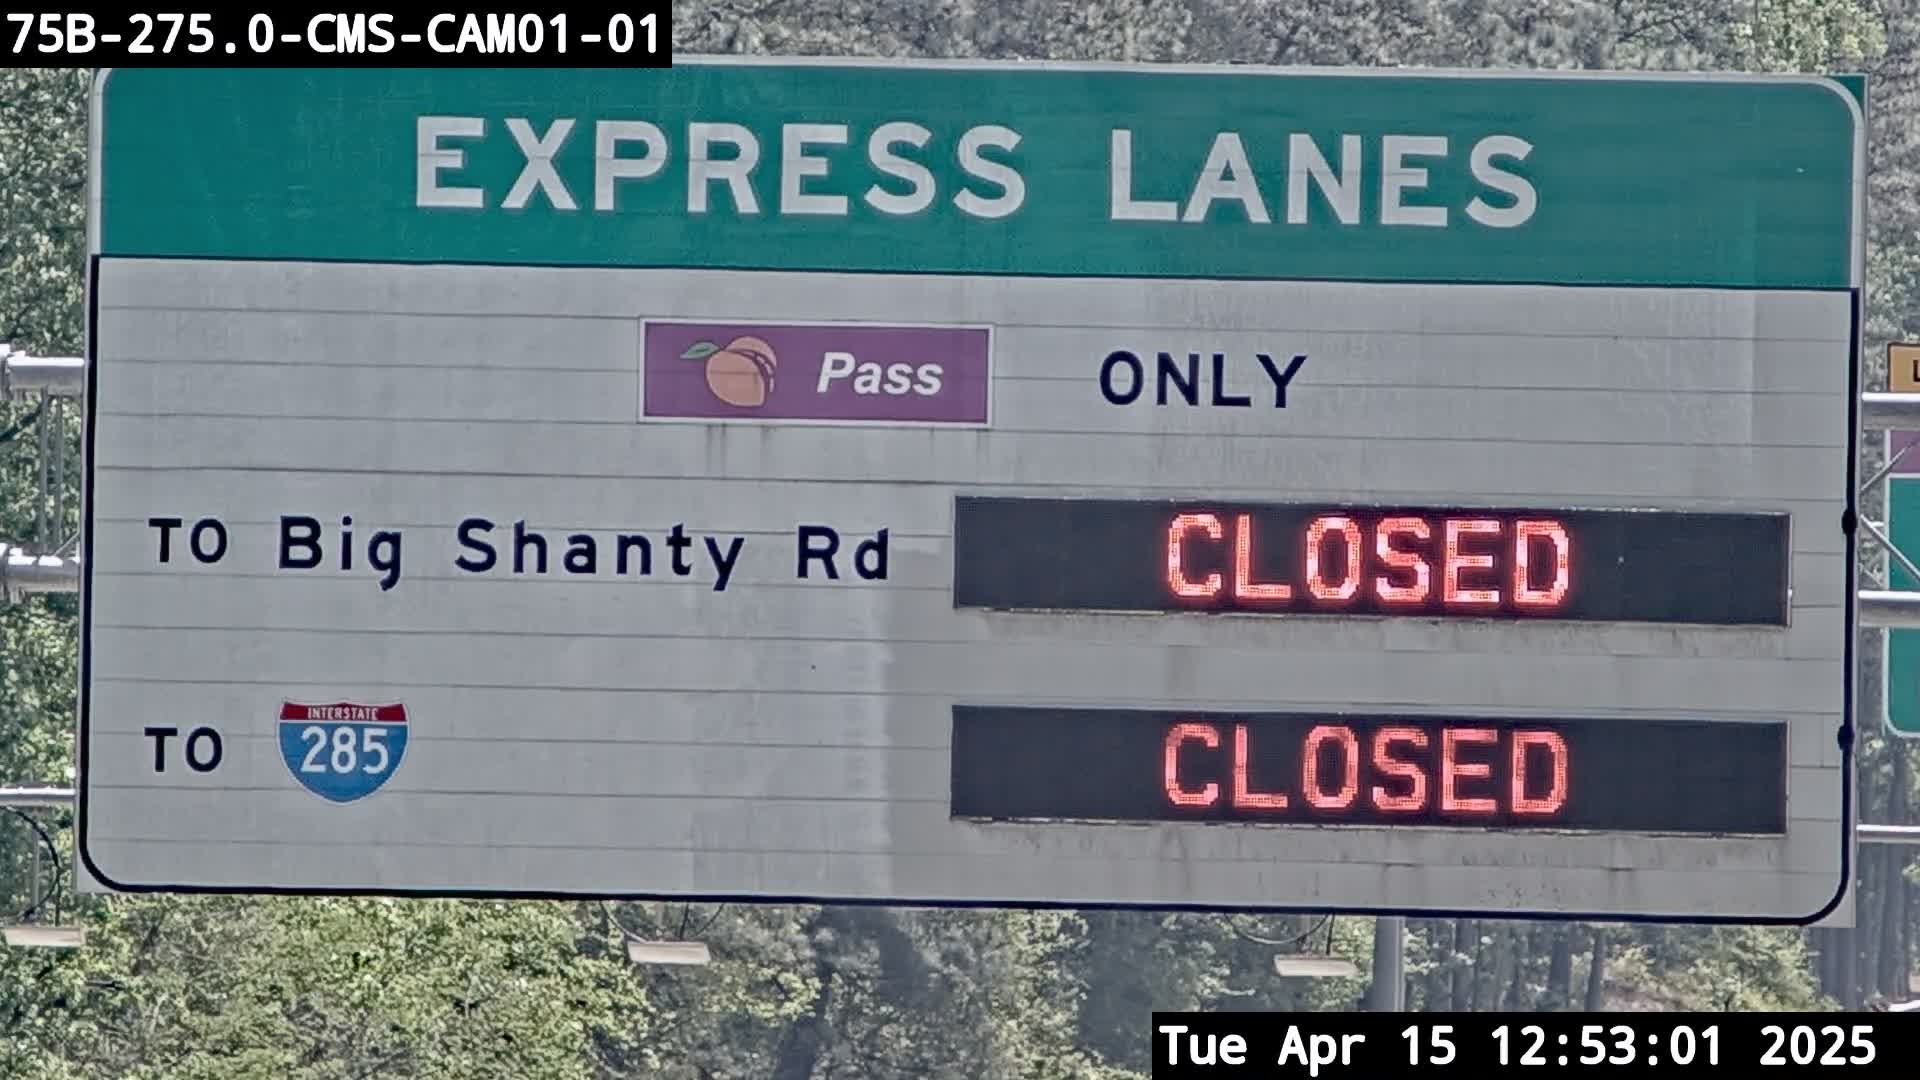 75B-275.0-CMS-CAM01-01
EXPRESS LANES
Pass ONLY
TO Big Shanty Rd CLOSED
TO INTERSTATE 285 CLOSED
Tue Apr 15 12:53:01 2025